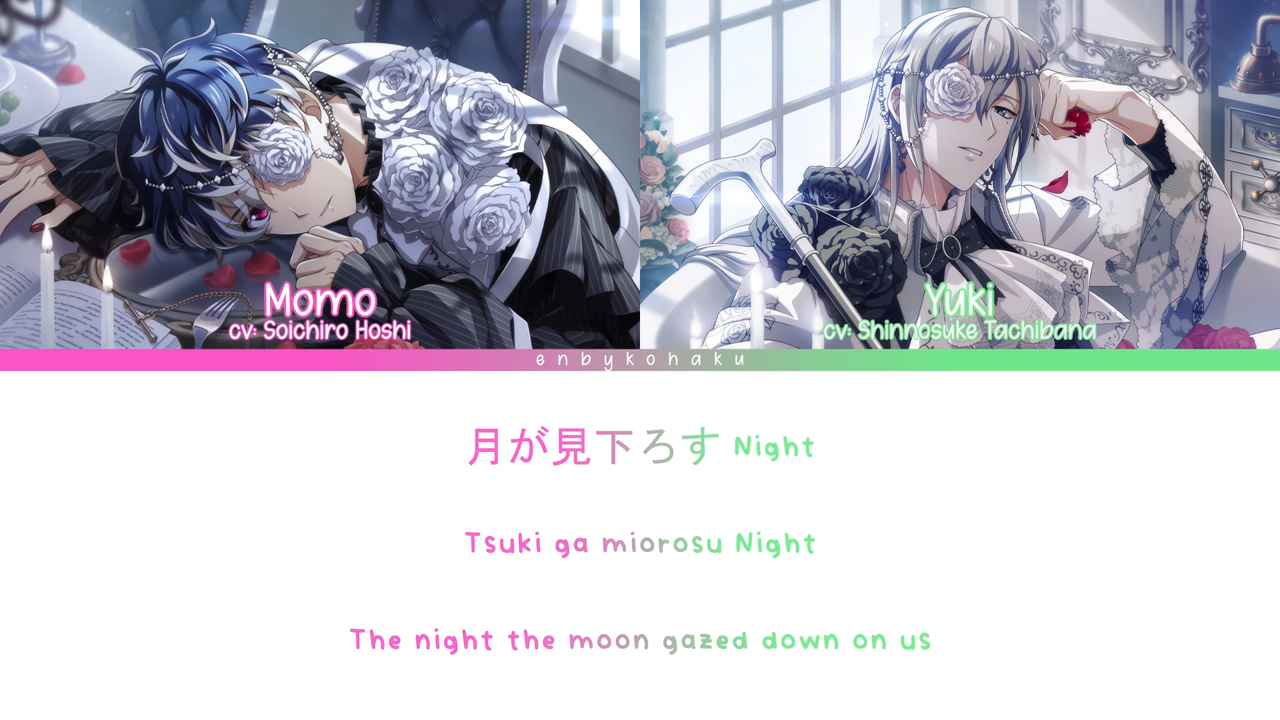 Momo
cv: Soichiro Hoshi
Yuki
cv: Shinnosuke Tachibana
enbykohaku
月が見下ろす Night
Tsuki ga miorosu Night
The night the moon gazed down on us